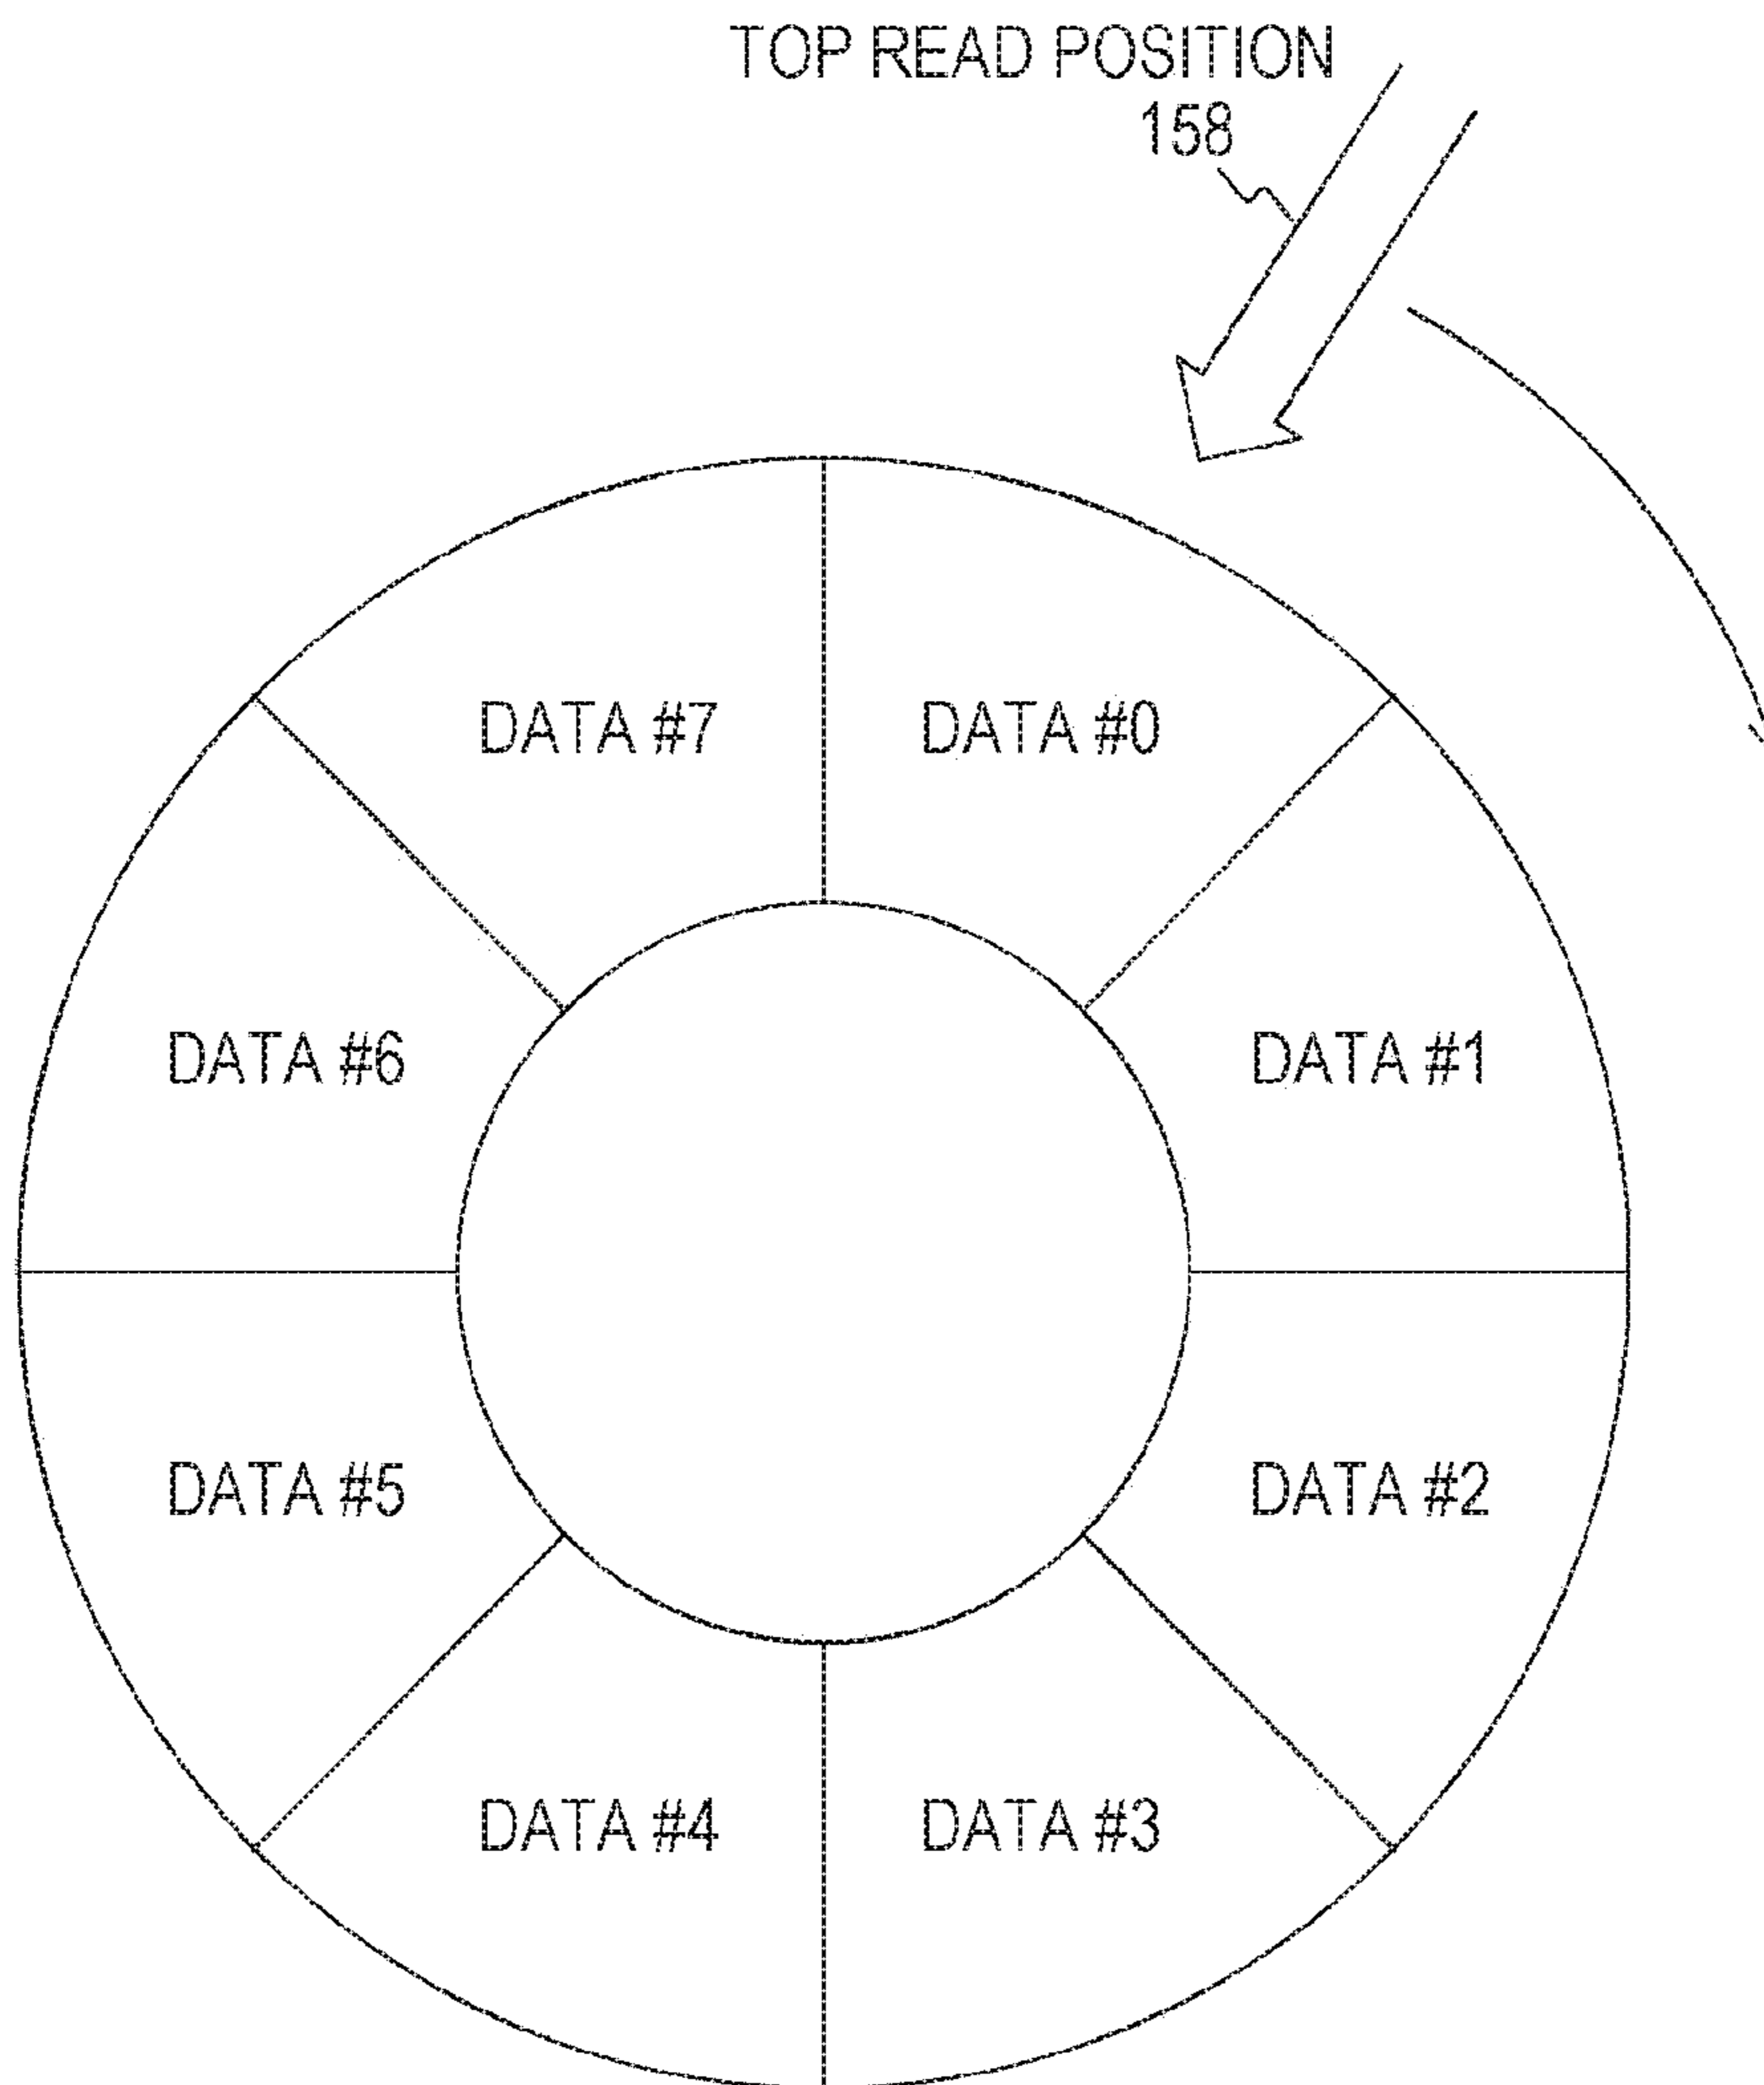 TOP READ POSITION
158
DATA #7
DATA #0
DATA #6
DATA #1
DATA #5
DATA #2
DATA #4
DATA #3